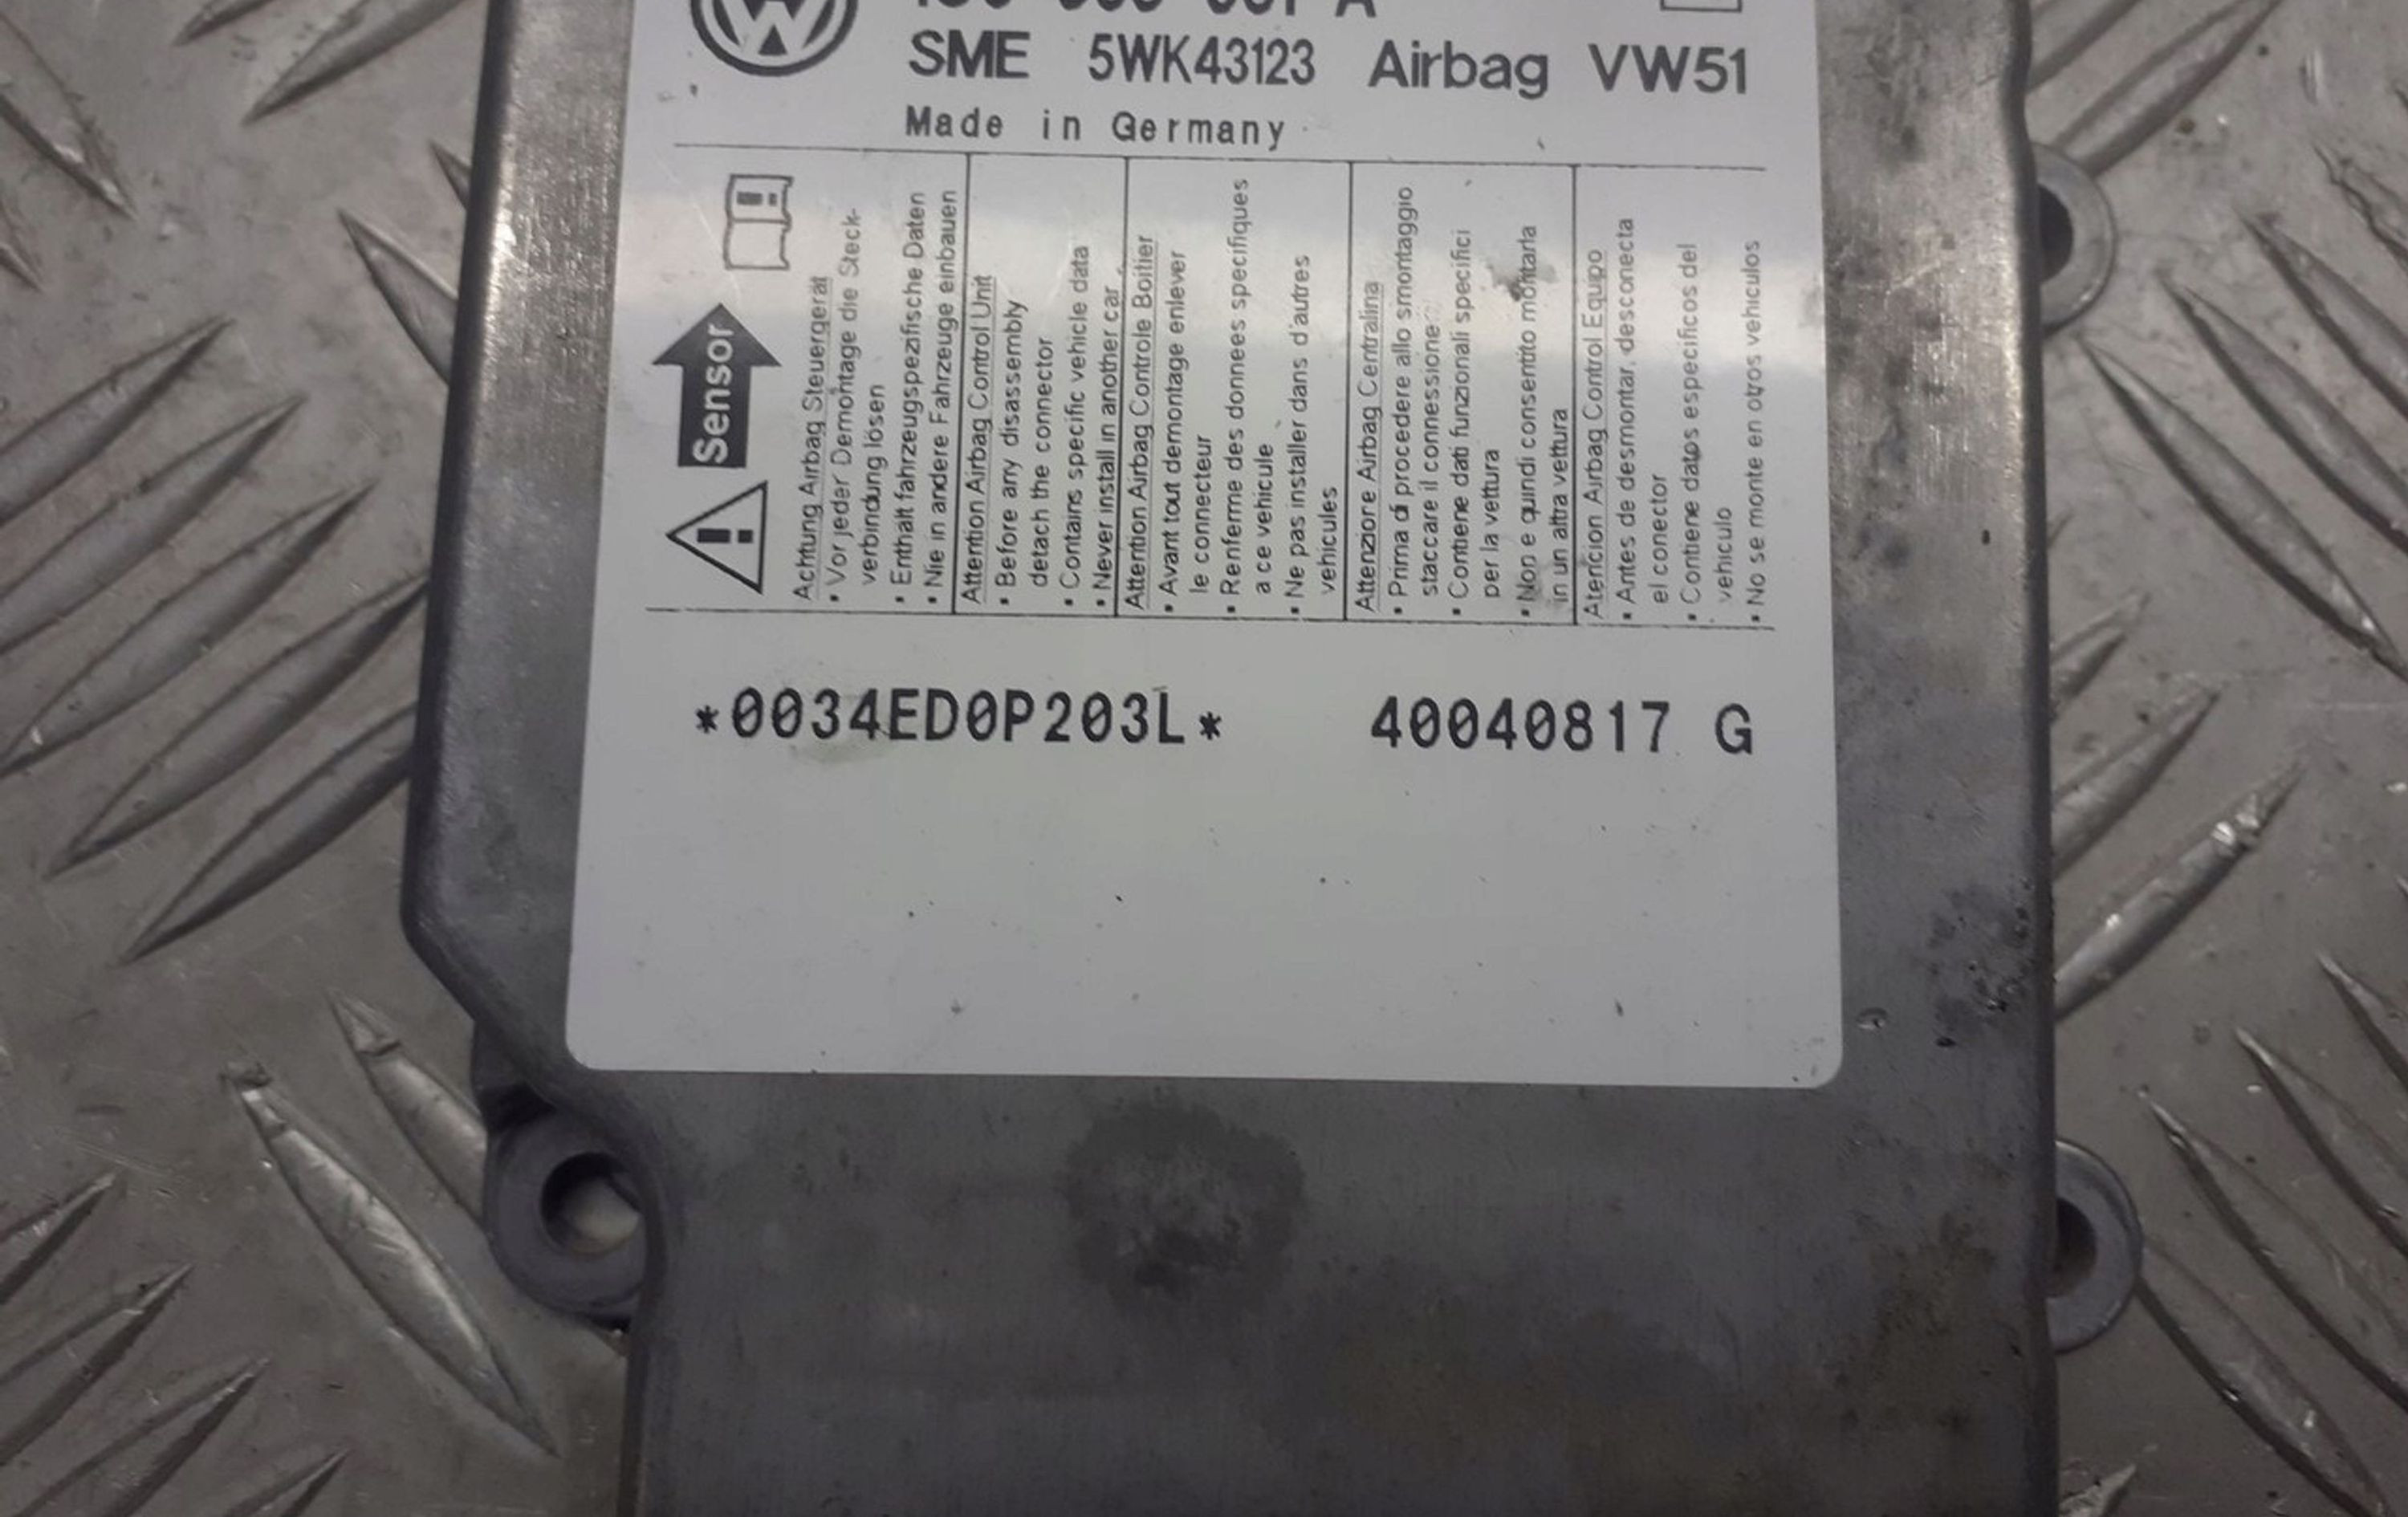 SME 5WK43123 Airbag VW51
Made in Germany
Sensor
Achtung Airbag Steuergerät
• Vor jeder Demontage die Steck-
verbindung lösen
• Enthält fahrzeugspezifische Daten
• Nie in andere Fahrzeuge einbauen
Attention Airbag Control Unit
• Before any disassembly
detach the connector
• Contains specific vehicle data
• Never install in another car
Attention Airbag Controle Boitier
• Avant tout demontage enlever
le connecteur
• Renferme des donnees specifiques
a ce vehicule
• Ne pas installer dans d'autres
vehicules
Attenzione Airbag Centralina
• Prima di procedere allo smontaggio
staccare il connessione
• Contiene dati funzionali specifici
per la vettura
• Non e quindi consentito montarla
in un altra vettura
Atencion Airbag Control Equipo
• Antes de desmontar, desconecta
el conector
• Contiene datos especificos del
vehiculo
• No se monte en otros vehiculos
*0034ED0P203L* 40040817 G